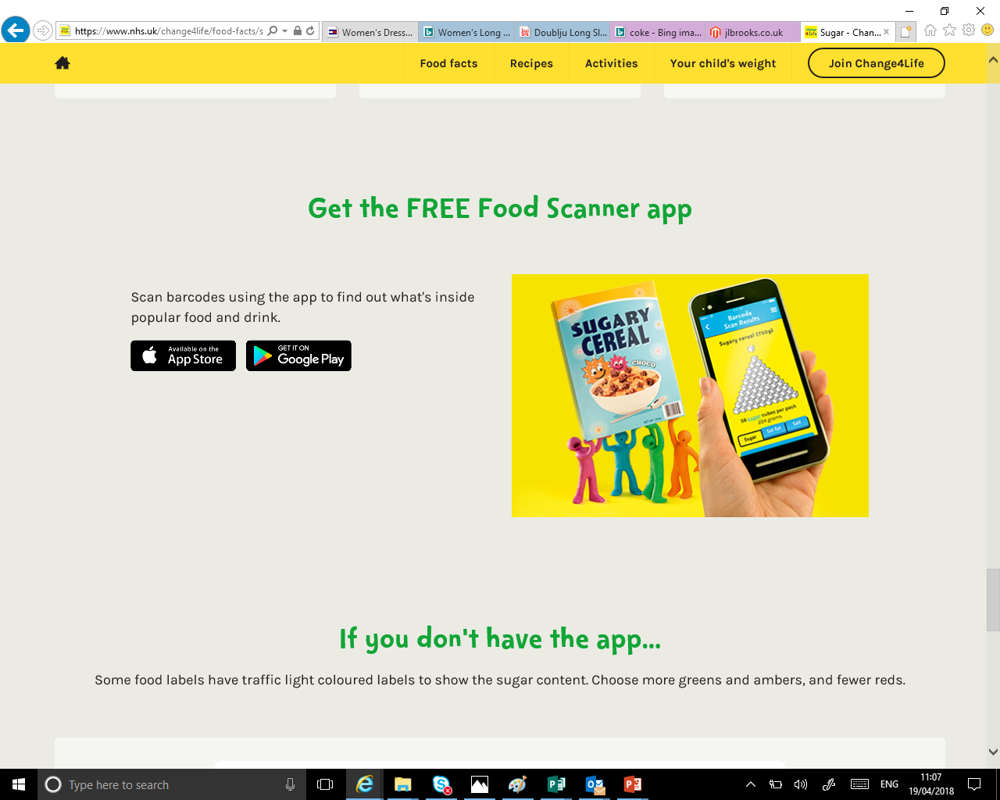 https://www.nhs.uk/change4life/food-facts/s
Women's Dress...
Women's Long ...
Doublju Long Sl...
coke - Bing ima...
jlbrooks.co.uk
Sugar - Chan...
Food facts
Recipes
Activities
Your child's weight
Join Change4Life
Get the FREE Food Scanner app
Scan barcodes using the app to find out what's inside
popular food and drink.
Available on the
App Store
GET IT ON
Google Play
SUGARY
CEREAL
CHOCO
Barcode
Scan Results
Sugary cereal (750g)
56 sugar cubes per pack
224 grams
Sugar
Sat fat
Salt
If you don't have the app...
Some food labels have traffic light coloured labels to show the sugar content. Choose more greens and ambers, and fewer reds.
Type here to search
ENG
11:07
19/04/2018